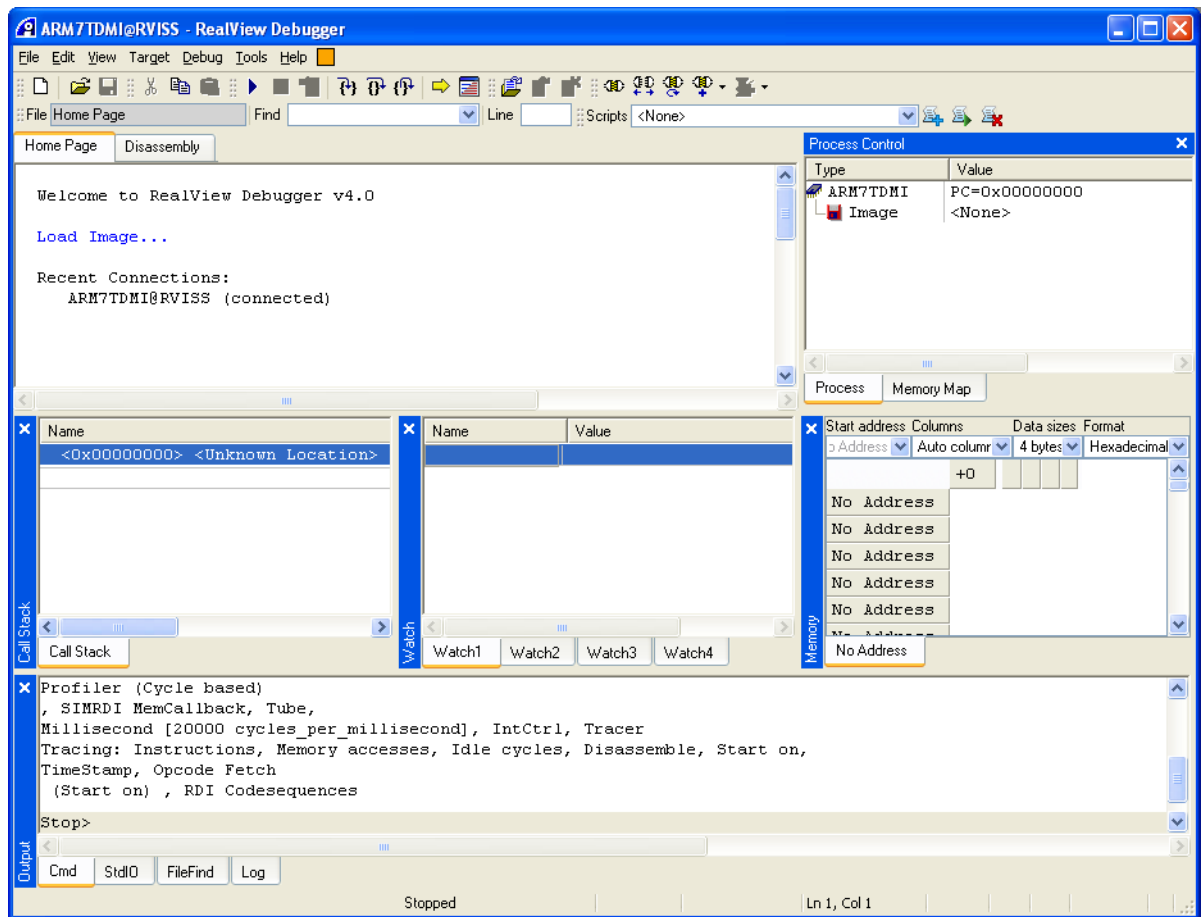 ARM7TDMI@RVISS - RealView Debugger
File Edit View Target Debug Tools Help
File Home Page Find Line Scripts <None>
Home Page Disassembly
Welcome to RealView Debugger v4.0
Load Image...
Recent Connections:
ARM7TDMI@RVISS (connected)
Process Control
Type Value
ARM7TDMI PC=0x00000000
Image <None>
Process Memory Map
Name
<0x00000000> <Unknown Location>
Call Stack
Call Stack
Name Value
Watch
Watch1 Watch2 Watch3 Watch4
Start address Columns Data sizes Format
Address Auto column 4 bytes Hexadecimal
+0
No Address
No Address
No Address
No Address
No Address
No Address
Memory
No Address
Profiler (Cycle based)
, SIMRDI MemCallback, Tube,
Millisecond [20000 cycles_per_millisecond], IntCtrl, Tracer
Tracing: Instructions, Memory accesses, Idle cycles, Disassemble, Start on,
TimeStamp, Opcode Fetch
(Start on) , RDI Codesequences
Stop>
Output
Cmd StdIO FileFind Log
Stopped Ln 1, Col 1